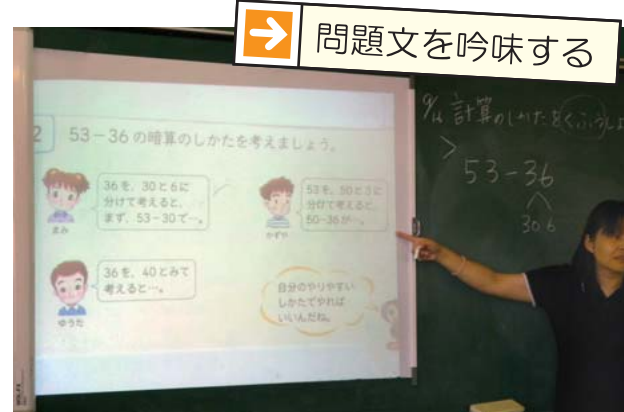 問題文を吟味する
2 53-36の暗算のしかたを考えましょう。
36を、30と6に
分けて考えると、
まず、53-30で…。
まみ
53を、50と3に
分けて考えると、
50-36が…。
かずや
36を、40とみて
考えると…。
ゆうた
自分のやりやすい
しかたでやれば
いいんだね。
計算のしかたをくふう
53-36
30 6